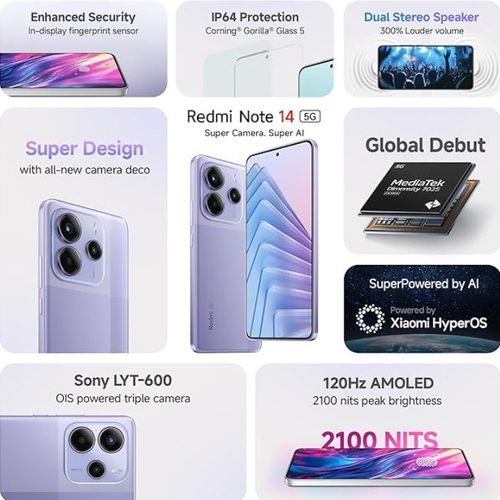 Enhanced Security
In-display fingerprint sensor
IP64 Protection
Corning® Gorilla® Glass 5
Dual Stereo Speaker
300% Louder volume
Redmi Note 14 5G
Super Camera. Super AI
Super Design
with all-new camera deco
Redmi
Global Debut
5G
MediaTek
Dimensity 7025
SuperPowered by AI
Powered by
Xiaomi HyperOS
Sony LYT-600
OIS powered triple camera
120Hz AMOLED
2100 nits peak brightness
2100 NITS